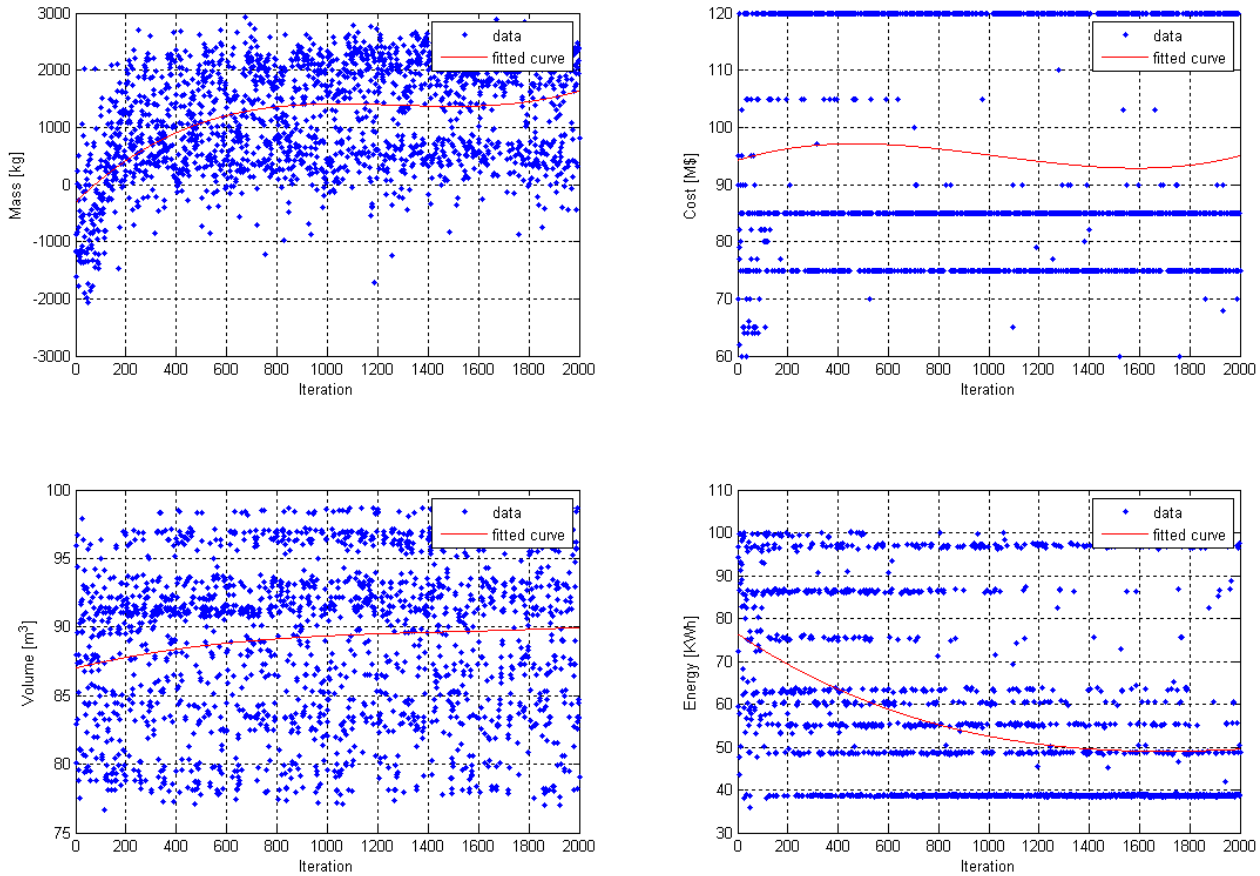 3000
2000
1000
0
-1000
-2000
-3000
Mass [kg]
data
fitted curve
0 200 400 600 800 1000 1200 1400 1600 1800 2000
Iteration
120
110
100
90
80
70
60
Cost [M$]
data
fitted curve
0 200 400 600 800 1000 1200 1400 1600 1800 2000
Iteration
100
95
90
85
80
75
Volume [m³]
data
fitted curve
0 200 400 600 800 1000 1200 1400 1600 1800 2000
Iteration
110
100
90
80
70
60
50
40
30
Energy [KWh]
data
fitted curve
0 200 400 600 800 1000 1200 1400 1600 1800 2000
Iteration